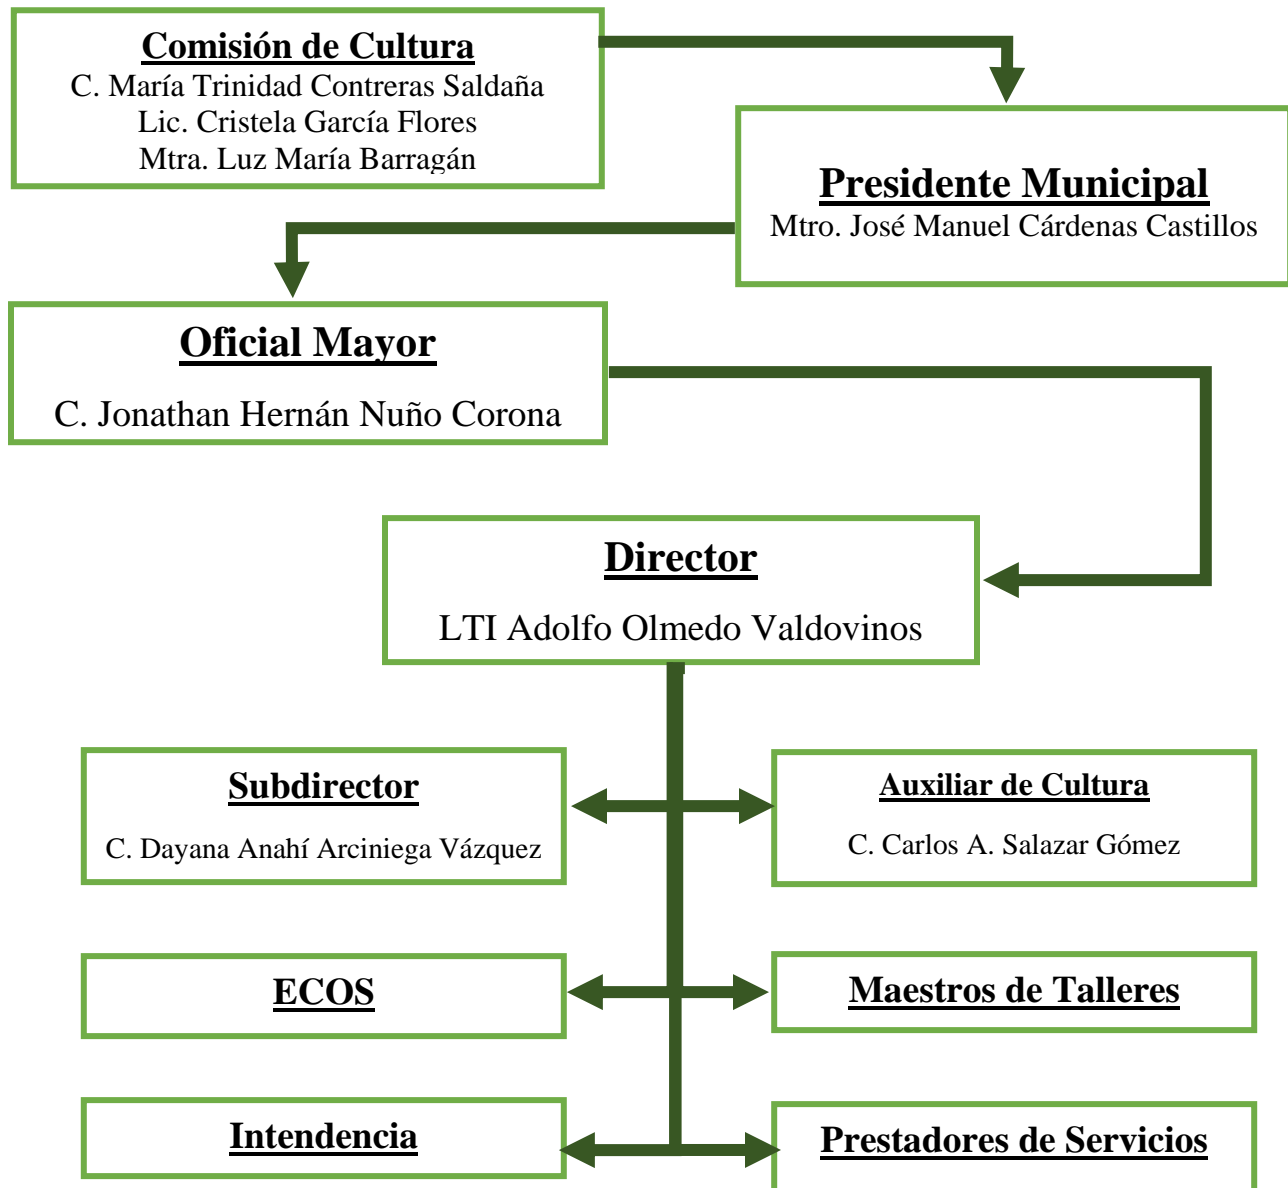 Comisión de Cultura
C. María Trinidad Contreras Saldaña
Lic. Cristela García Flores
Mtra. Luz María Barragán
Presidente Municipal
Mtro. José Manuel Cárdenas Castillos
Oficial Mayor
C. Jonathan Hernán Nuño Corona
Director
LTI Adolfo Olmedo Valdovinos
Subdirector
C. Dayana Anahí Arciniega Vázquez
Auxiliar de Cultura
C. Carlos A. Salazar Gómez
ECOS
Maestros de Talleres
Intendencia
Prestadores de Servicios